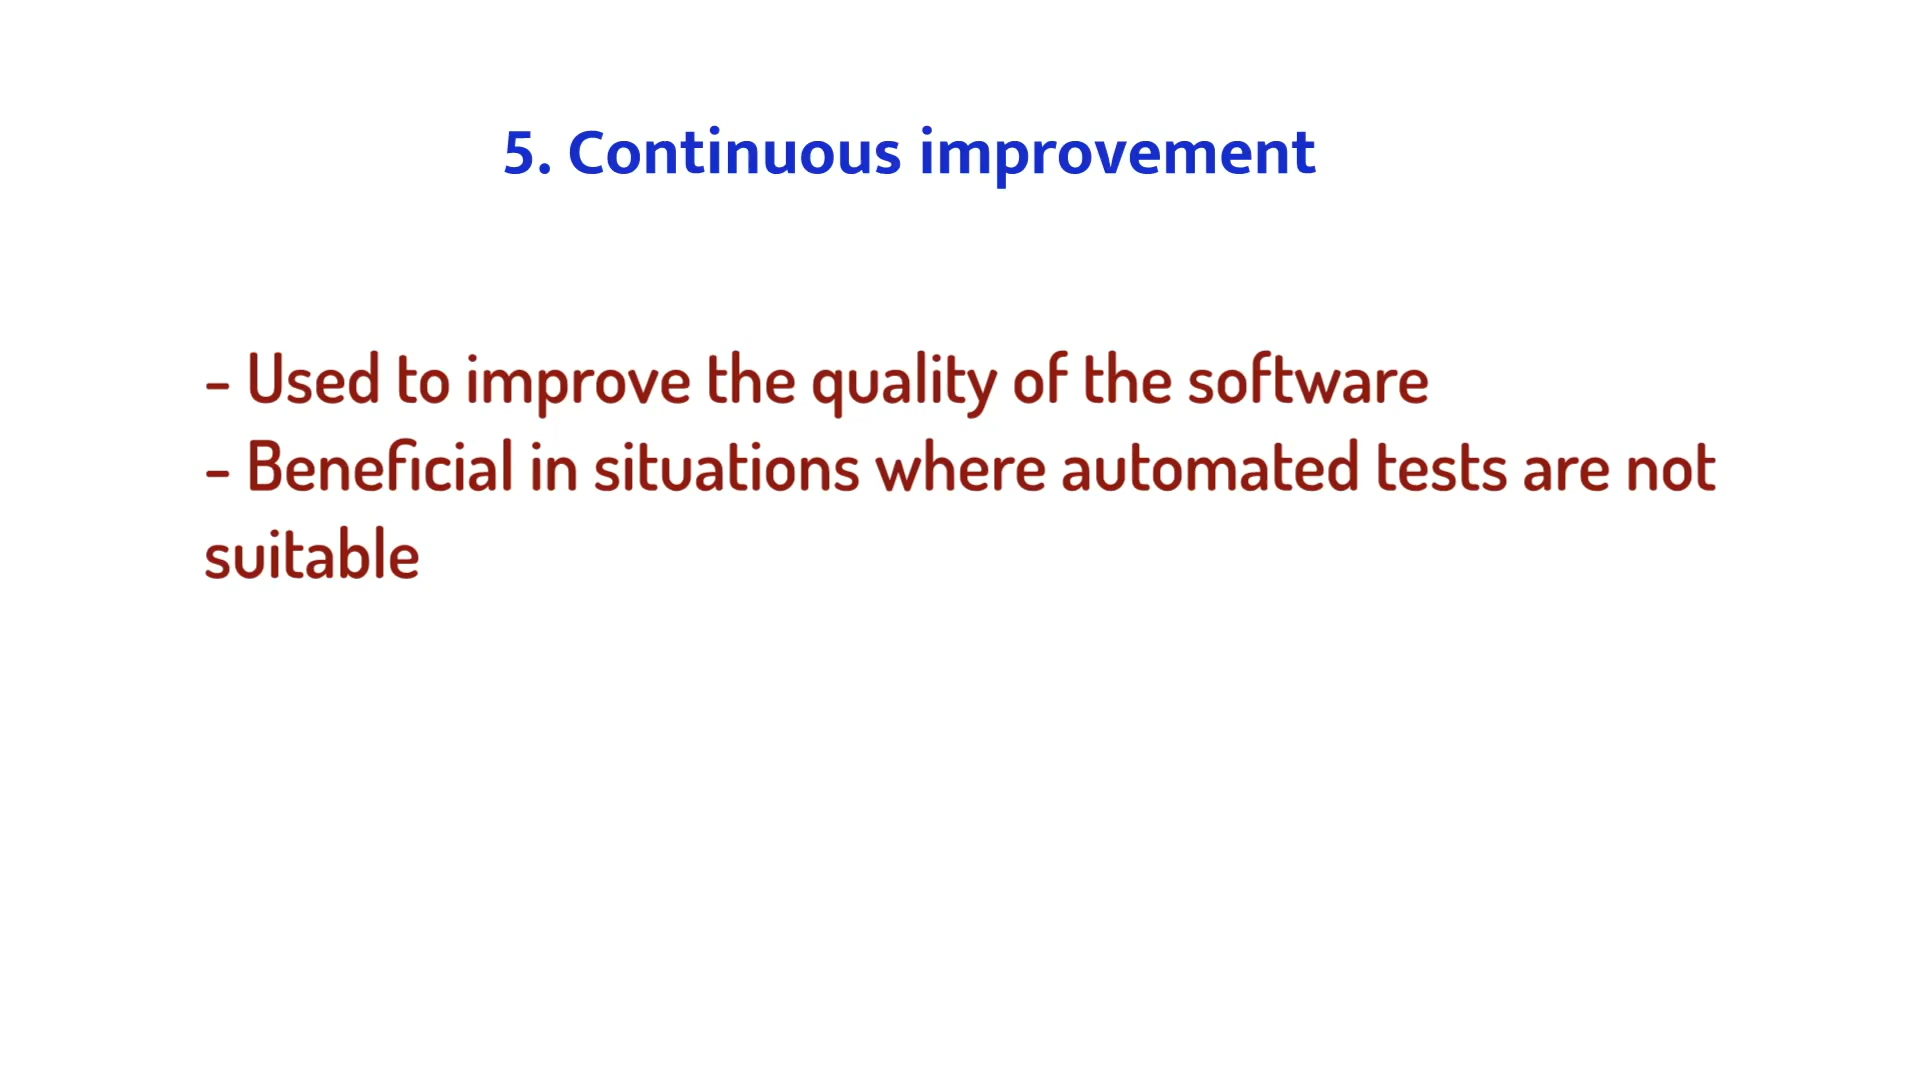 5. Continuous improvement
- Used to improve the quality of the software
- Beneficial in situations where automated tests are not
suitable